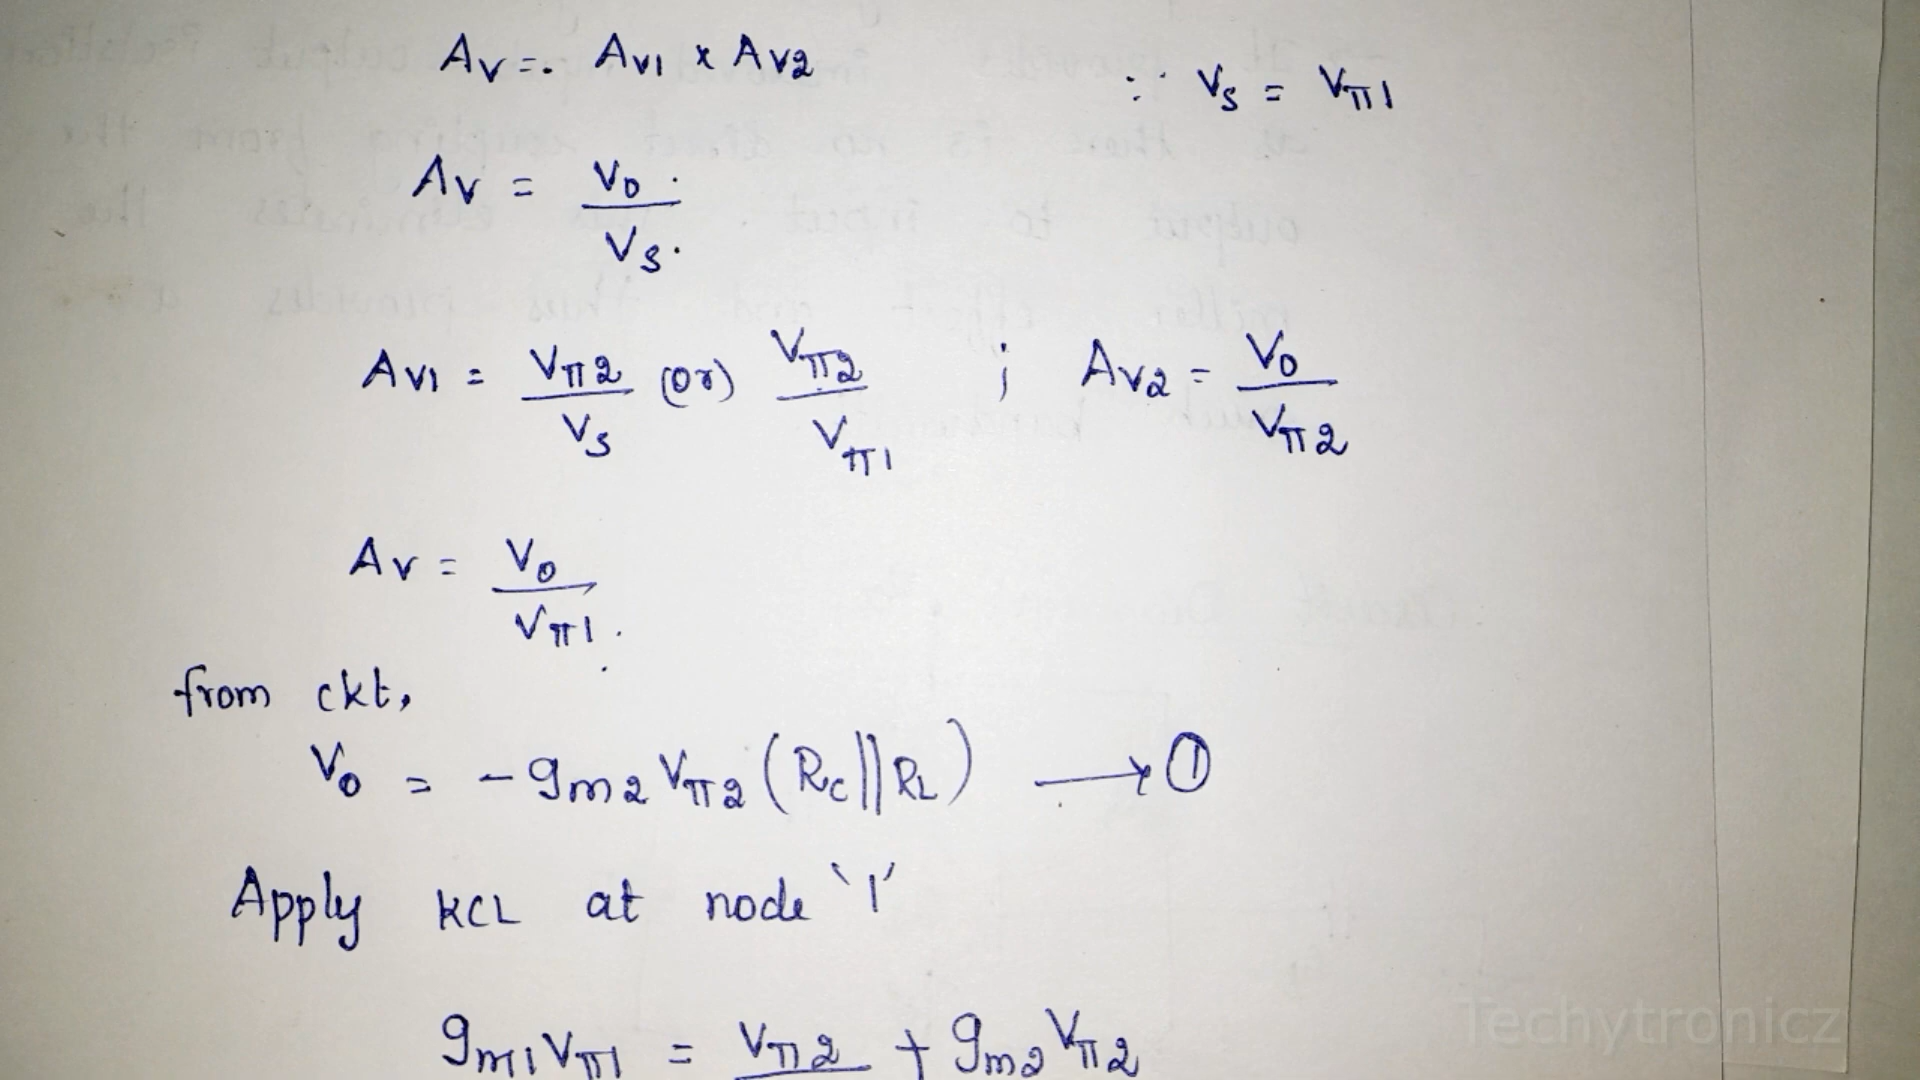 Av = Av1 × Av2
∵ Vs = Vπ1
Av = Vo / Vs
Av1 = Vπ2 / Vs (or) Vπ2 / Vπ1 ; Av2 = Vo / Vπ2
Av = Vo / Vπ1.
from ckt,
Vo = -gm2 Vπ2 (Rc||RL) → ①
Apply KCL at node '1'
gm1 Vπ1 = Vπ2 + gm2 Vπ2
Techytronicz